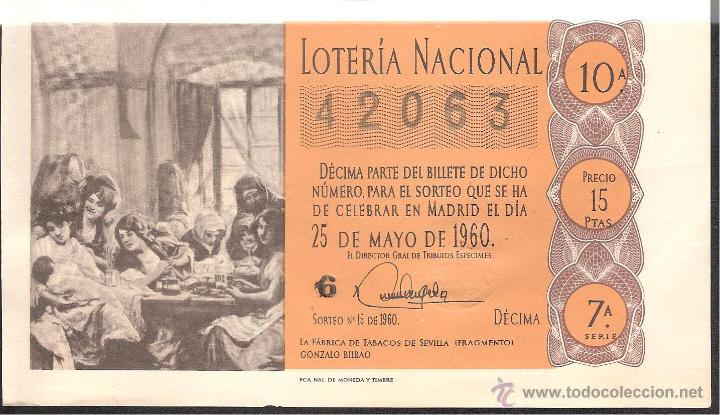 LOTERÍA NACIONAL
42063
DÉCIMA PARTE DEL BILLETE DE DICHO
NÚMERO, PARA EL SORTEO QUE SE HA
DE CELEBRAR EN MADRID EL DÍA
25 DE MAYO DE 1960.
EL DIRECTOR GRAL DE TRIBUTOS ESPECIALES.
6
SORTEO Nº 15 DE 1960.
DÉCIMA
LA FÁBRICA DE TABACOS DE SEVILLA (FRAGMENTO)
GONZALO BILBAO
FCA. NAL. DE MONEDA Y TIMBRE
10ª.
PRECIO
15
PTAS.
7ª.
SERIE
www.todocoleccion.net